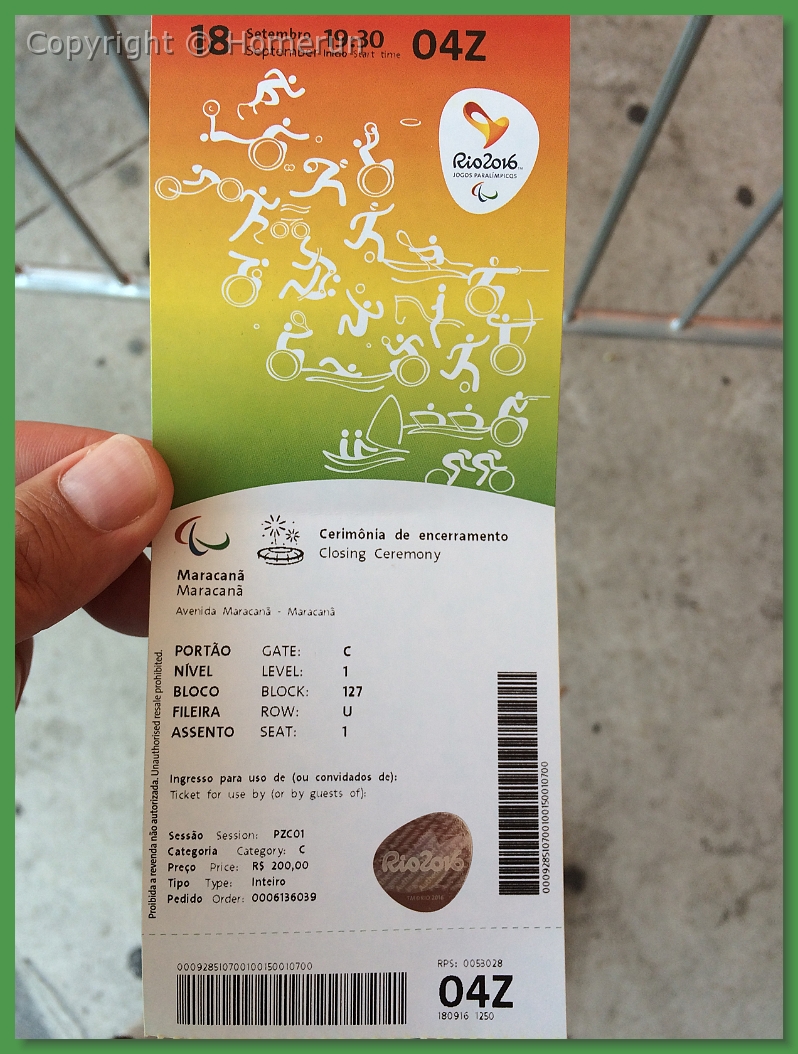 Copyright © Homerun
18 Setembro 19:30 04Z
September Início Start time
Rio2016
JOGOS PARALÍMPICOS
Cerimônia de encerramento
Closing Ceremony
Maracanã
Maracanã
Avenida Maracanã - Maracanã
PORTÃO GATE: C
NÍVEL LEVEL: 1
BLOCO BLOCK: 127
FILEIRA ROW: U
ASSENTO SEAT: 1
Proibida a revenda não autorizada. Unauthorised resale prohibited.
Ingresso para uso de (ou convidados de):
Ticket for use by (or by guests of):
Sessão Session: PZC01
Categoria Category: C
Preço Price: R$ 200,00
Tipo Type: Inteiro
Pedido Order: 0006136039
Rio2016
000928510700100150010700
000928510700100150010700
RPS: 0053028
04Z
180916 1250